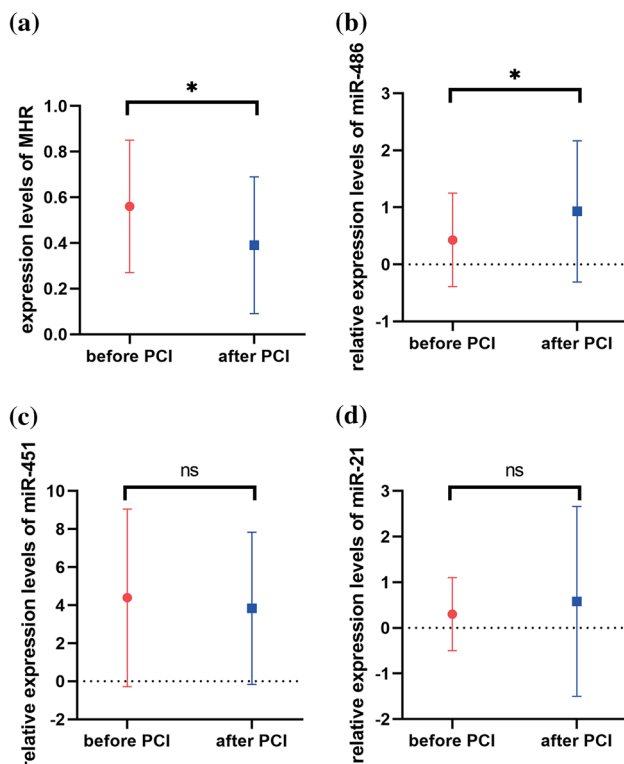 (a)
*
expression levels of MHR
1.0
0.8
0.6
0.4
0.2
0.0
before PCI
after PCI
(b)
*
relative expression levels of miR-486
3
2
1
0
-1
before PCI
after PCI
(c)
ns
relative expression levels of miR-451
10
8
6
4
2
0
-2
before PCI
after PCI
(d)
ns
relative expression levels of miR-21
3
2
1
0
-1
-2
before PCI
after PCI